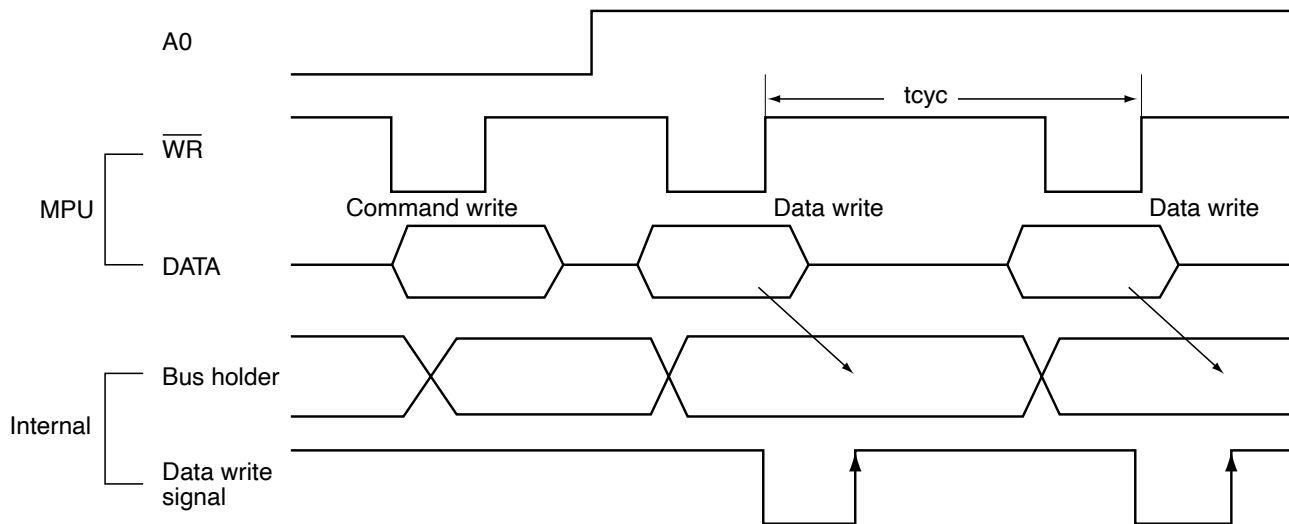 A0
tcyc
WR
MPU
Command write
Data write
Data write
DATA
Bus holder
Internal
Data write
signal